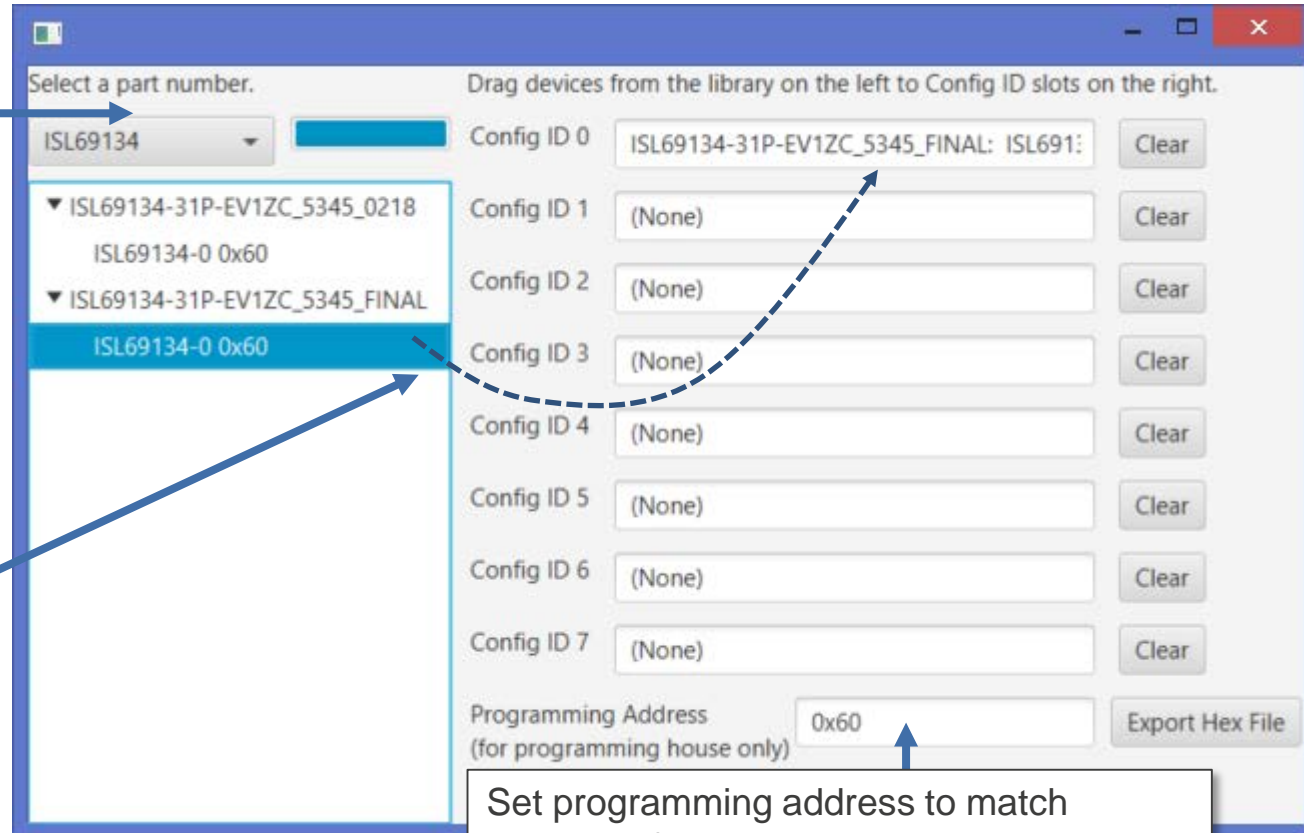 Select a part number.
Drag devices from the library on the left to Config ID slots on the right.
ISL69134
▼ ISL69134-31P-EV1ZC_5345_0218
ISL69134-0 0x60
▼ ISL69134-31P-EV1ZC_5345_FINAL
ISL69134-0 0x60
Config ID 0 ISL69134-31P-EV1ZC_5345_FINAL: ISL691 Clear
Config ID 1 (None) Clear
Config ID 2 (None) Clear
Config ID 3 (None) Clear
Config ID 4 (None) Clear
Config ID 5 (None) Clear
Config ID 6 (None) Clear
Config ID 7 (None) Clear
Programming Address 0x60 Export Hex File
(for programming house only)
Set programming address to match